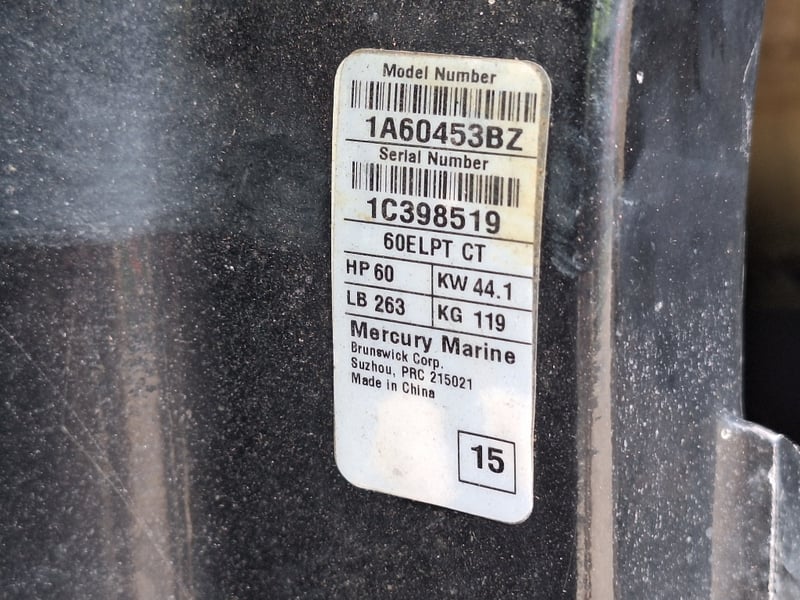 Model Number
1A60453BZ
Serial Number
1C398519
60ELPT CT
HP 60 KW 44.1
LB 263 KG 119
Mercury Marine
Brunswick Corp.
Suzhou, PRC 215021
Made in China
15